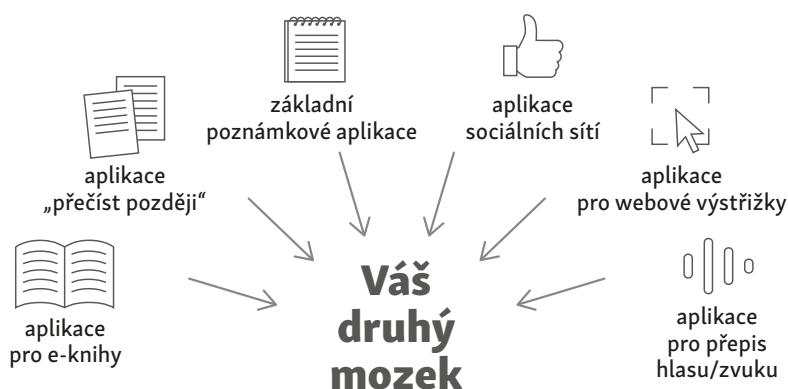 základní
poznámkové aplikace
aplikace
sociálních sítí
aplikace
„přečíst později“
aplikace
pro webové výstřižky
aplikace
pro e-knihy
Váš
druhý
mozek
aplikace
pro přepis
hlasu/zvuku